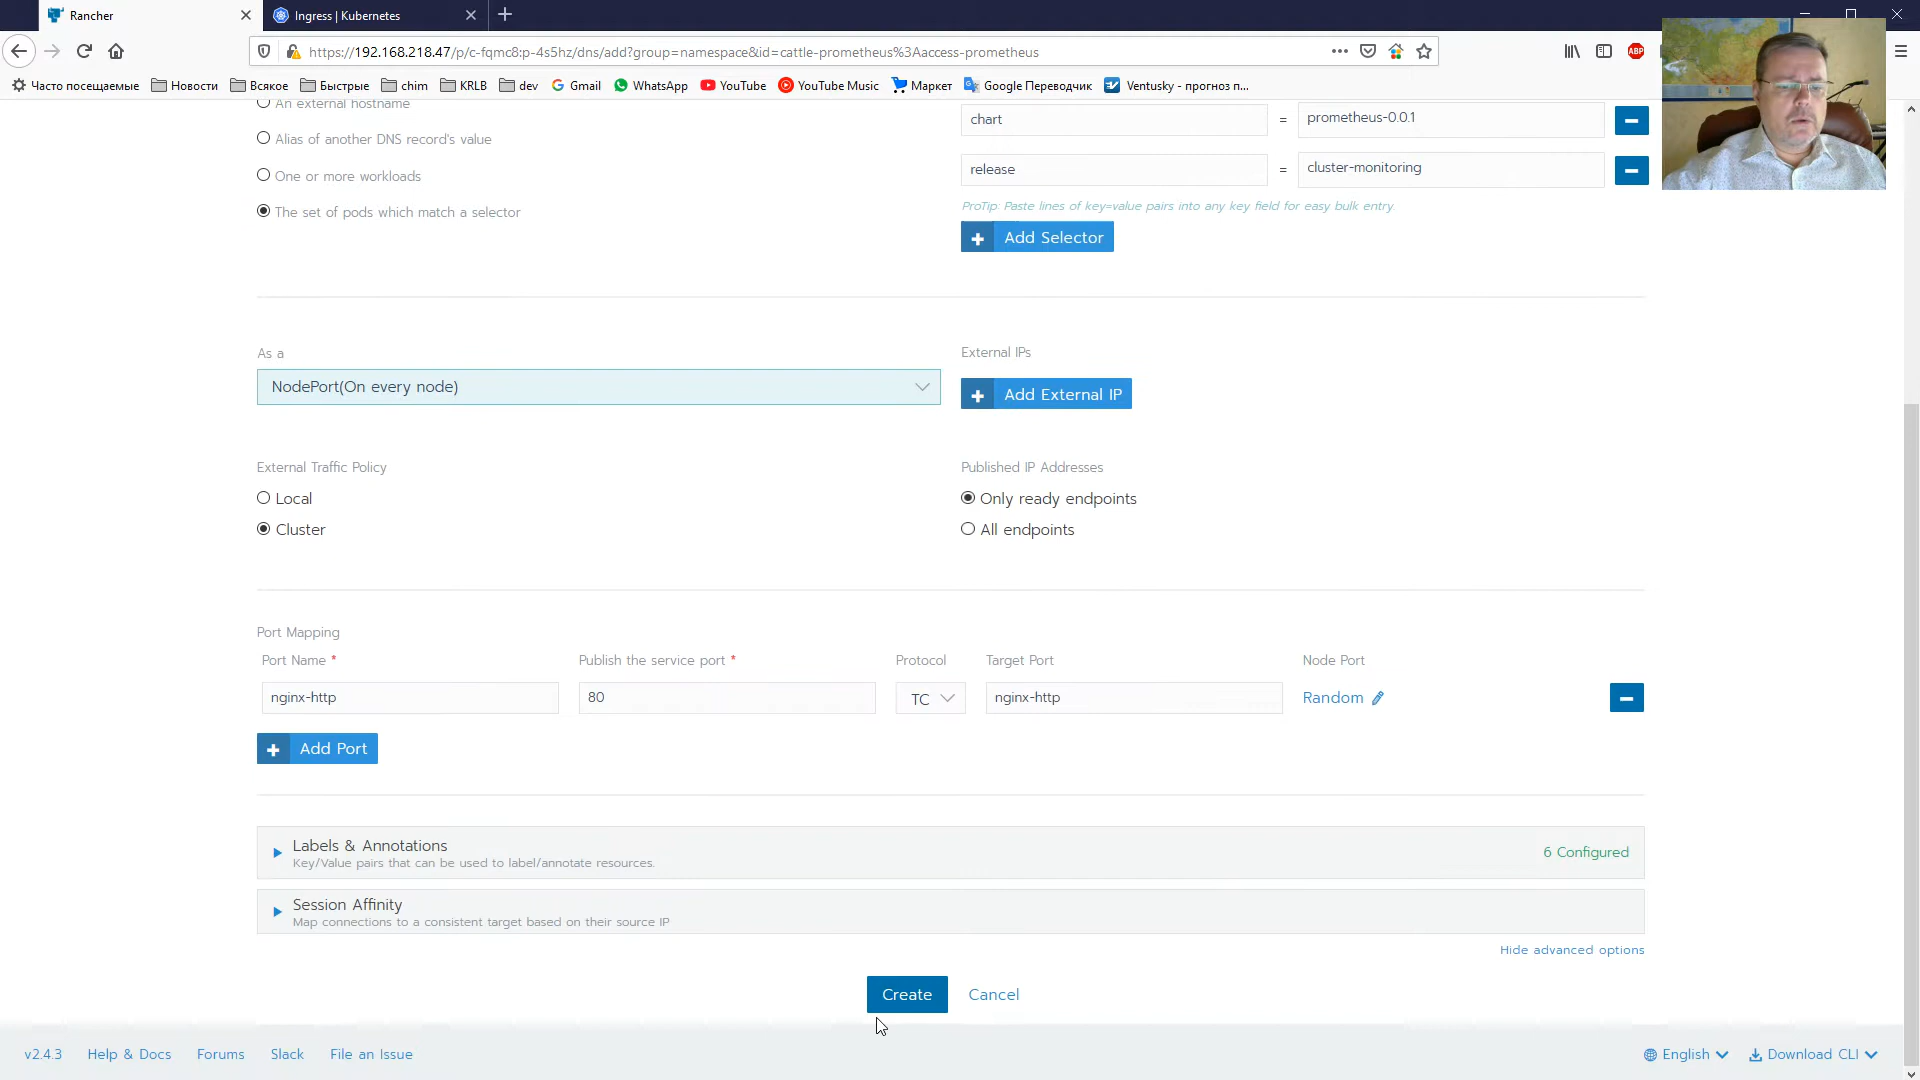 Rancher
Ingress | Kubernetes
https://192.168.218.47/p/c-fqmc8:p-4s5hz/dns/add?group=namespace&id=cattle-prometheus%3Aaccess-prometheus
ABP
Часто посещаемые
Новости
Всякое
Быстрые
chim
KRLB
dev
Gmail
WhatsApp
YouTube
YouTube Music
Маркет
Google Переводчик
Ventusky - прогноз п...
An external hostname
Alias of another DNS record's value
One or more workloads
The set of pods which match a selector
chart = prometheus-0.0.1
release = cluster-monitoring
ProTip: Paste lines of key=value pairs into any key field for easy bulk entry.
Add Selector
As a
NodePort(On every node)
External IPs
Add External IP
External Traffic Policy
Local
Cluster
Published IP Addresses
Only ready endpoints
All endpoints
Port Mapping
Port Name * Publish the service port * Protocol Target Port Node Port
nginx-http 80 TC nginx-http Random
Add Port
Labels & Annotations
Key/Value pairs that can be used to label/annotate resources.
6 Configured
Session Affinity
Map connections to a consistent target based on their source IP
Hide advanced options
Create Cancel
v2.4.3 Help & Docs Forums Slack File an Issue English Download CLI